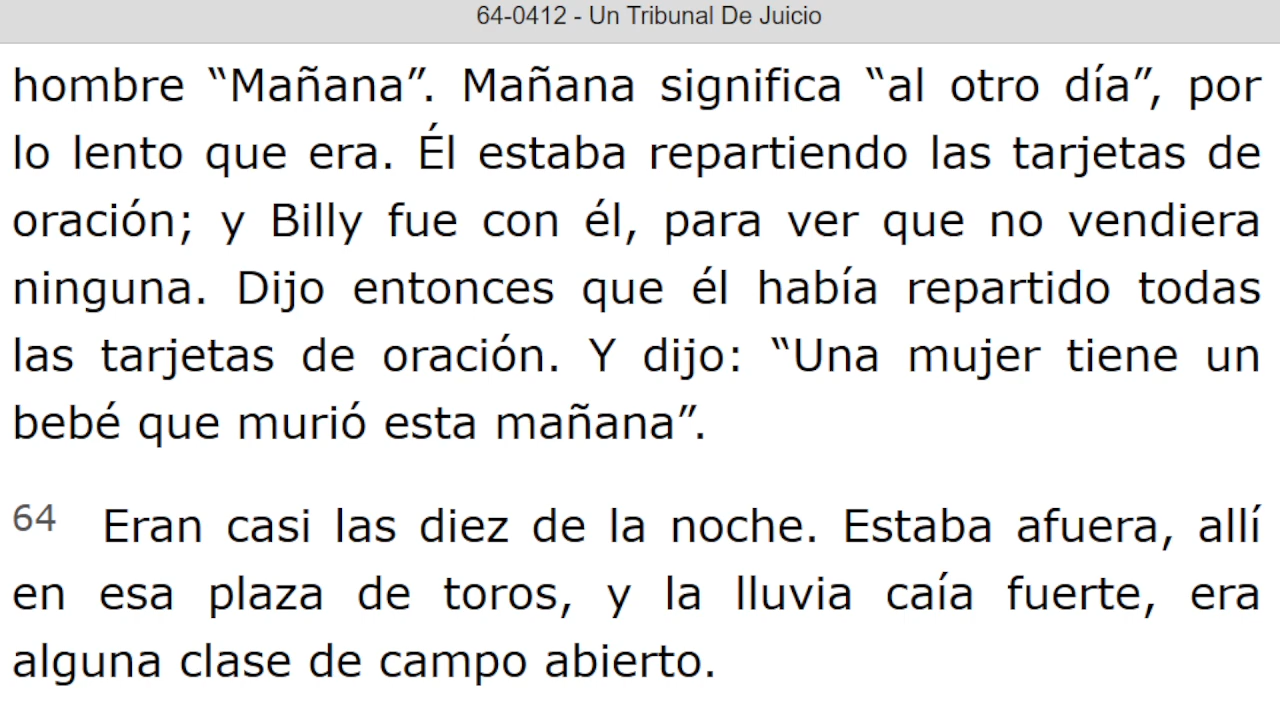 64-0412 - Un Tribunal De Juicio
hombre “Mañana”. Mañana significa “al otro día”, por
lo lento que era. Él estaba repartiendo las tarjetas de
oración; y Billy fue con él, para ver que no vendiera
ninguna. Dijo entonces que él había repartido todas
las tarjetas de oración. Y dijo: “Una mujer tiene un
bebé que murió esta mañana”.
64 Eran casi las diez de la noche. Estaba afuera, allí
en esa plaza de toros, y la lluvia caía fuerte, era
alguna clase de campo abierto.